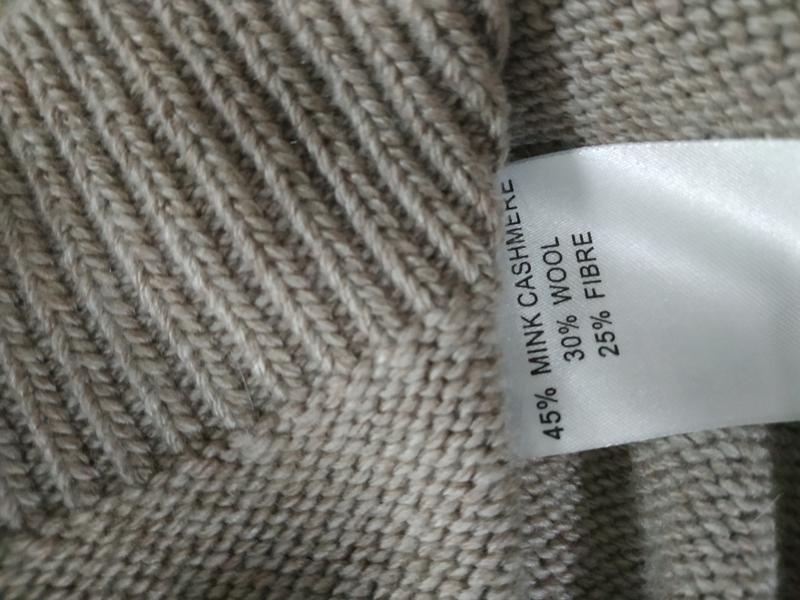 45% MINK CASHMERE
30% WOOL
25% FIBRE